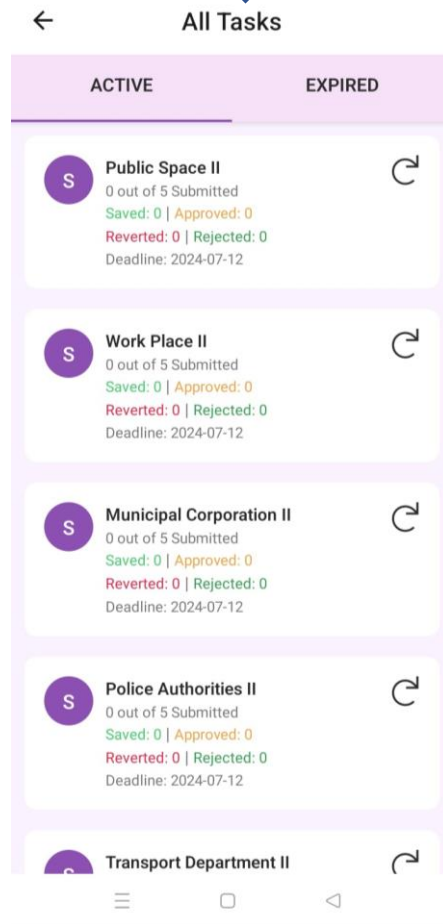 All Tasks
ACTIVE
EXPIRED
S
Public Space II
0 out of 5 Submitted
Saved: 0 | Approved: 0
Reverted: 0 | Rejected: 0
Deadline: 2024-07-12
S
Work Place II
0 out of 5 Submitted
Saved: 0 | Approved: 0
Reverted: 0 | Rejected: 0
Deadline: 2024-07-12
S
Municipal Corporation II
0 out of 5 Submitted
Saved: 0 | Approved: 0
Reverted: 0 | Rejected: 0
Deadline: 2024-07-12
S
Police Authorities II
0 out of 5 Submitted
Saved: 0 | Approved: 0
Reverted: 0 | Rejected: 0
Deadline: 2024-07-12
Transport Department II